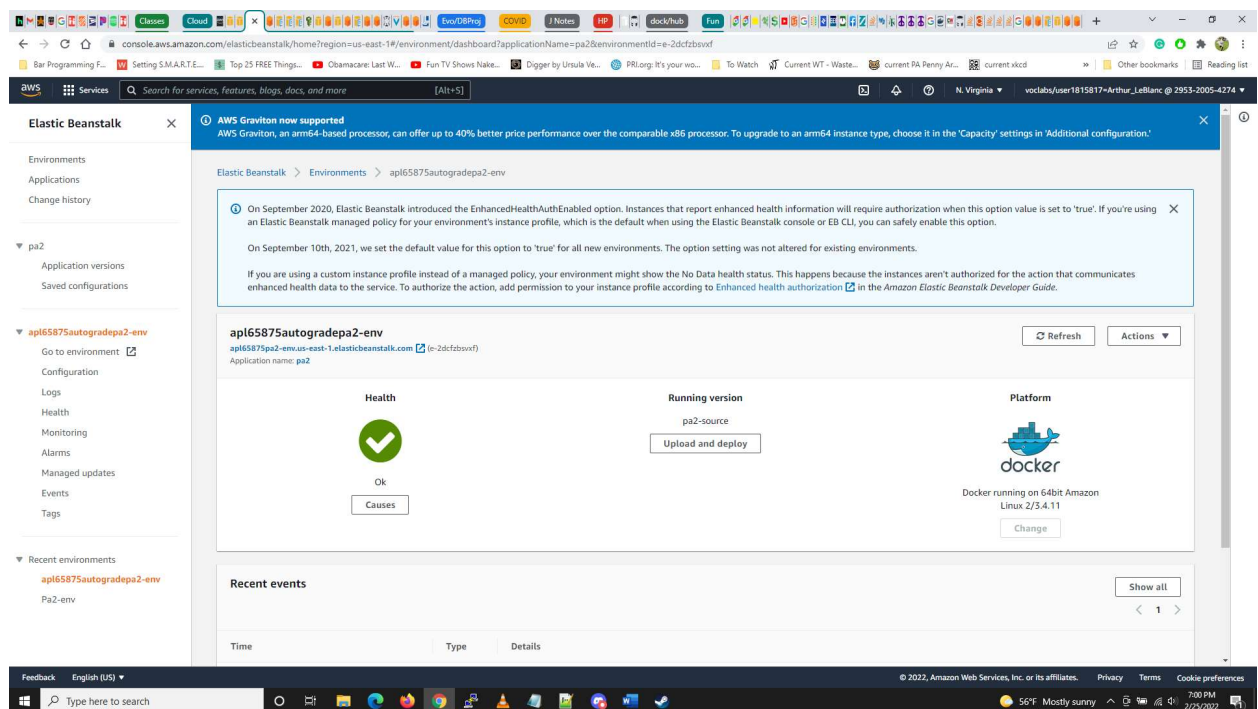 Classes Cloud Evo/DBProj COVID J Notes HP dock/hub Fun
console.aws.amazon.com/elasticbeanstalk/home?region=us-east-1#/environment/dashboard?applicationName=pa2&environmentId=e-2dcfzbsvxf
Bar Programming F... Setting S.M.A.R.T.E... Top 25 FREE Things... Obamacare: Last W... Fun TV Shows Nake... Digger by Ursula Ve... PRI.org: It's your wo... To Watch Current WT - Waste... current PA Penny Ar... current xkcd » Other bookmarks Reading list
aws Services Search for services, features, blogs, docs, and more [Alt+S] N. Virginia ▼ voclabs/user1815817=Arthur_LeBlanc @ 2953-2005-4274 ▼
Elastic Beanstalk
Environments
Applications
Change history
pa2
Application versions
Saved configurations
apl65875autogradepa2-env
Go to environment
Configuration
Logs
Health
Monitoring
Alarms
Managed updates
Events
Tags
Recent environments
apl65875autogradepa2-env
Pa2-env
AWS Graviton now supported
AWS Graviton, an arm64-based processor, can offer up to 40% better price performance over the comparable x86 processor. To upgrade to an arm64 instance type, choose it in the 'Capacity' settings in 'Additional configuration.'
Elastic Beanstalk > Environments > apl65875autogradepa2-env
On September 2020, Elastic Beanstalk introduced the EnhancedHealthAuthEnabled option. Instances that report enhanced health information will require authorization when this option value is set to 'true'. If you're using
an Elastic Beanstalk managed policy for your environment's instance profile, which is the default when using the Elastic Beanstalk console or EB CLI, you can safely enable this option.
On September 10th, 2021, we set the default value for this option to 'true' for all new environments. The option setting was not altered for existing environments.
If you are using a custom instance profile instead of a managed policy, your environment might show the No Data health status. This happens because the instances aren't authorized for the action that communicates
enhanced health data to the service. To authorize the action, add permission to your instance profile according to Enhanced health authorization in the Amazon Elastic Beanstalk Developer Guide.
apl65875autogradepa2-env
Refresh Actions ▼
apl65875pa2-env.us-east-1.elasticbeanstalk.com (e-2dcfzbsvxf)
Application name: pa2
Health
Ok
Causes
Running version
pa2-source
Upload and deploy
Platform
docker
Docker running on 64bit Amazon
Linux 2/3.4.11
Change
Recent events
Show all
< 1 >
Time Type Details
Feedback English (US) ▼ © 2022, Amazon Web Services, Inc. or its affiliates. Privacy Terms Cookie preferences
Type here to search 56°F Mostly sunny 7:00 PM
2/25/2022